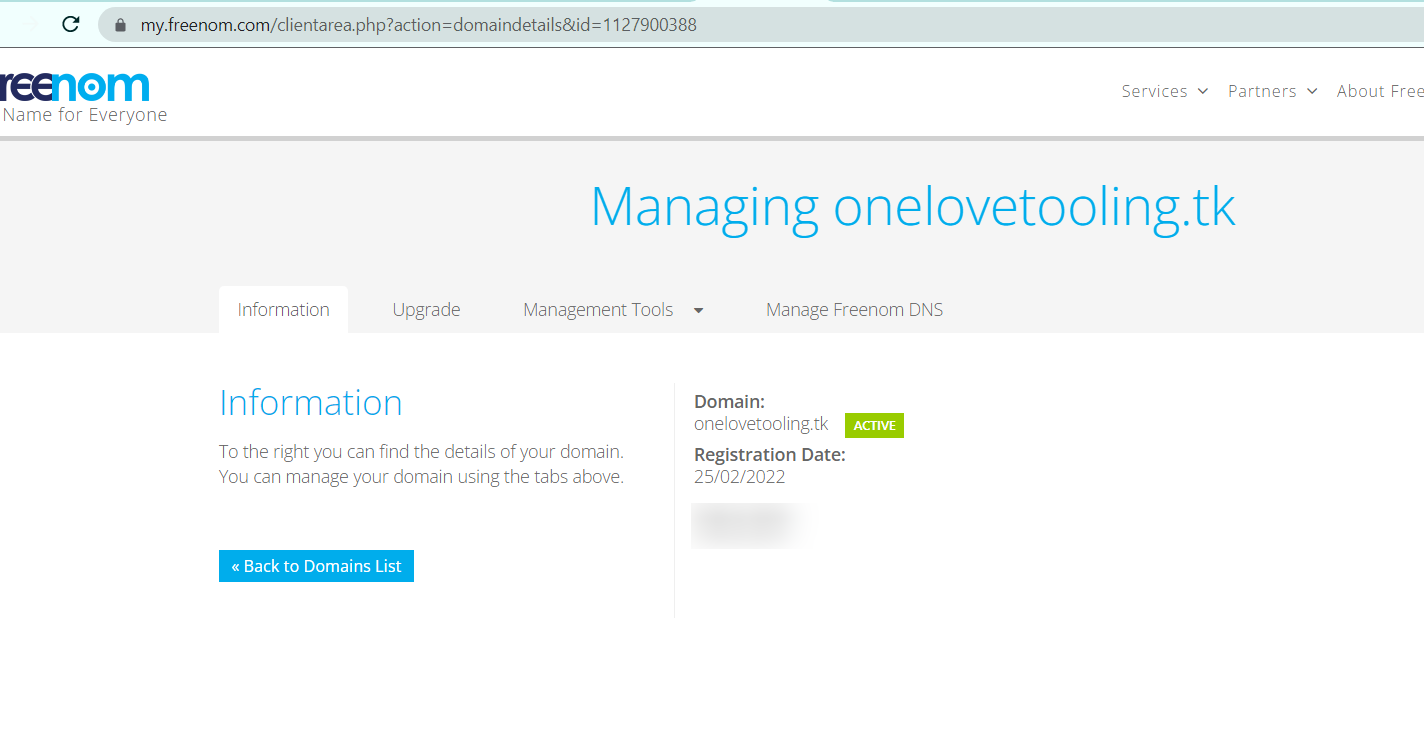 my.freenom.com/clientarea.php?action=domaindetails&id=1127900388
reenom
Name for Everyone
Services Partners About Free
Managing onelovetooling.tk
Information Upgrade Management Tools Manage Freenom DNS
Information
To the right you can find the details of your domain.
You can manage your domain using the tabs above.
« Back to Domains List
Domain:
onelovetooling.tk ACTIVE
Registration Date:
25/02/2022